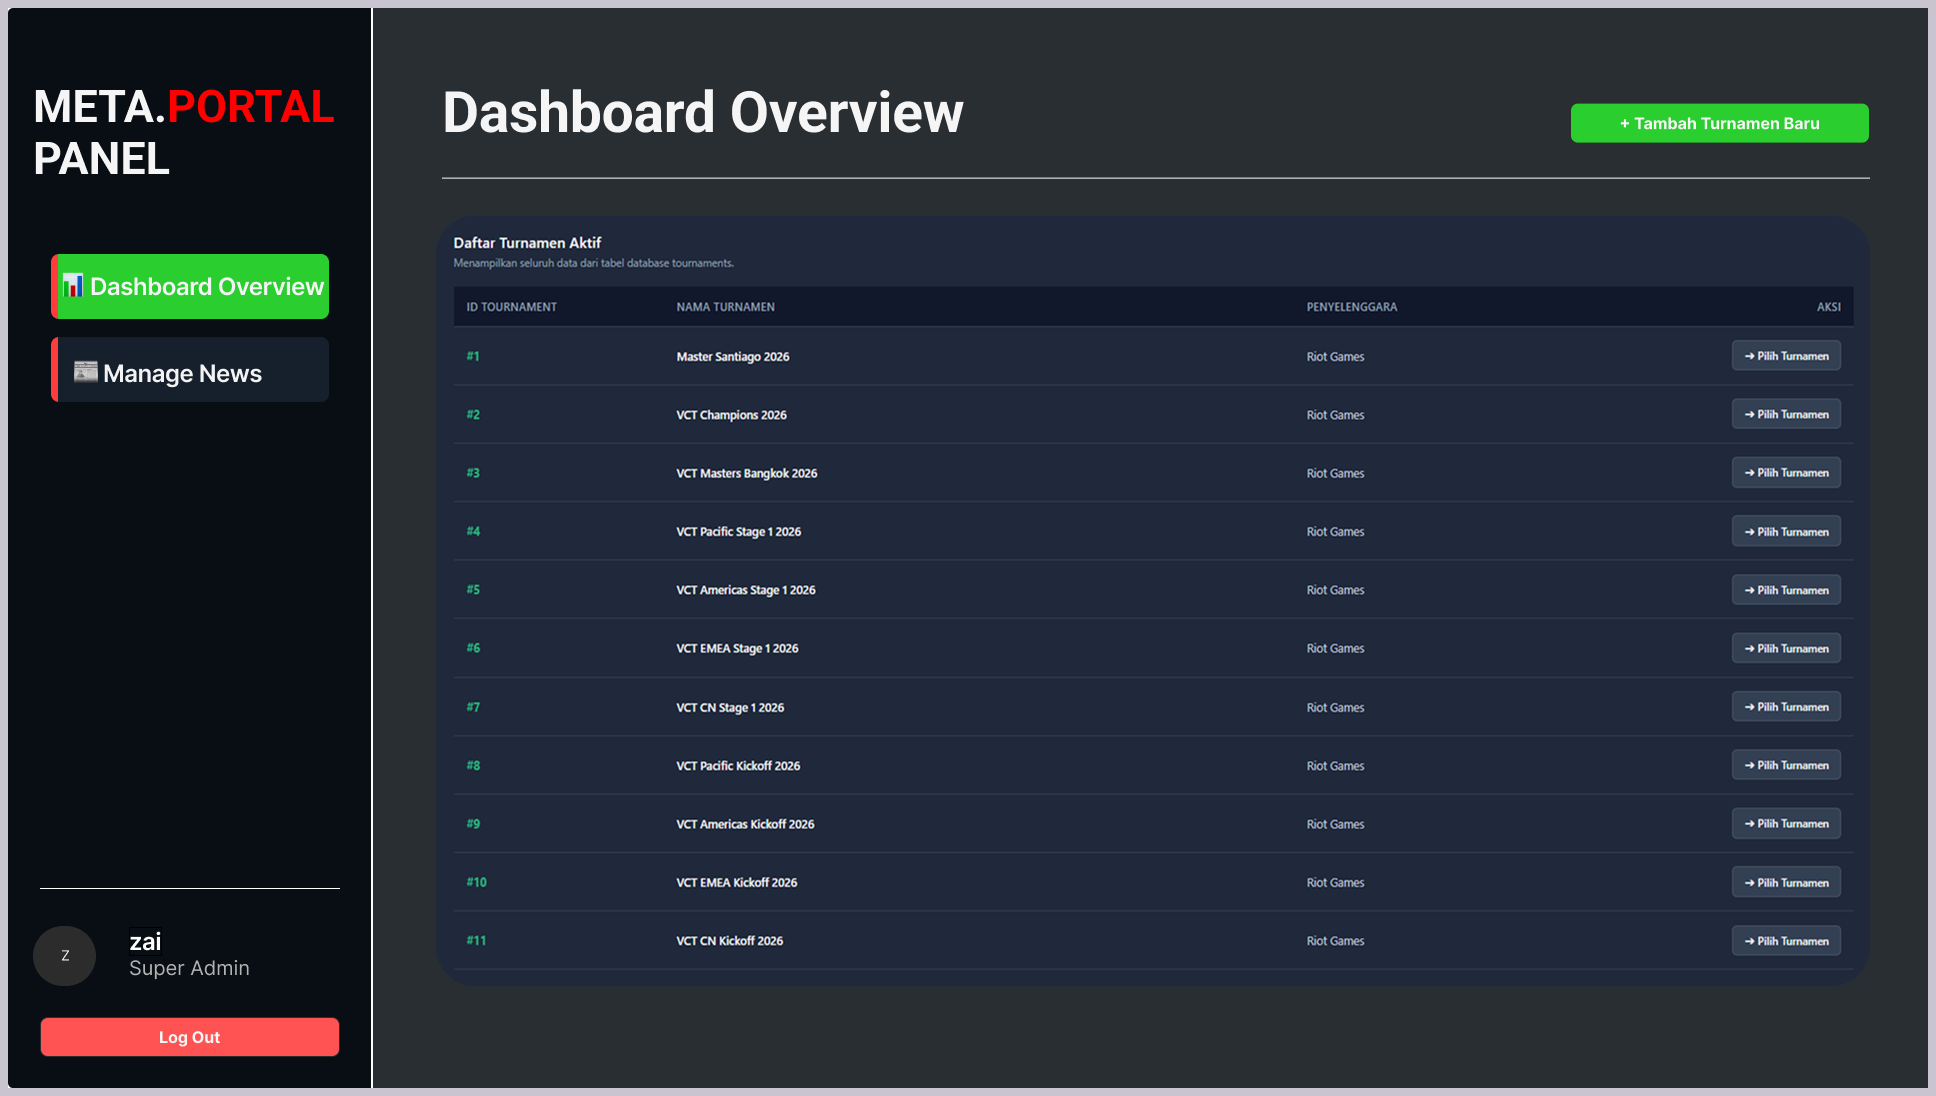 META.PORTAL
PANEL
Dashboard Overview
Manage News
zai
Z
Super Admin
Log Out
Dashboard Overview
+ Tambah Turnamen Baru
Daftar Turnamen Aktif
Menampilkan seluruh data dari tabel database tournaments.
ID TOURNAMENT NAMA TURNAMEN PENYELENGGARA AKSI
#1 Master Santiago 2026 Riot Games → Pilih Turnamen
#2 VCT Champions 2026 Riot Games → Pilih Turnamen
#3 VCT Masters Bangkok 2026 Riot Games → Pilih Turnamen
#4 VCT Pacific Stage 1 2026 Riot Games → Pilih Turnamen
#5 VCT Americas Stage 1 2026 Riot Games → Pilih Turnamen
#6 VCT EMEA Stage 1 2026 Riot Games → Pilih Turnamen
#7 VCT CN Stage 1 2026 Riot Games → Pilih Turnamen
#8 VCT Pacific Kickoff 2026 Riot Games → Pilih Turnamen
#9 VCT Americas Kickoff 2026 Riot Games → Pilih Turnamen
#10 VCT EMEA Kickoff 2026 Riot Games → Pilih Turnamen
#11 VCT CN Kickoff 2026 Riot Games → Pilih Turnamen